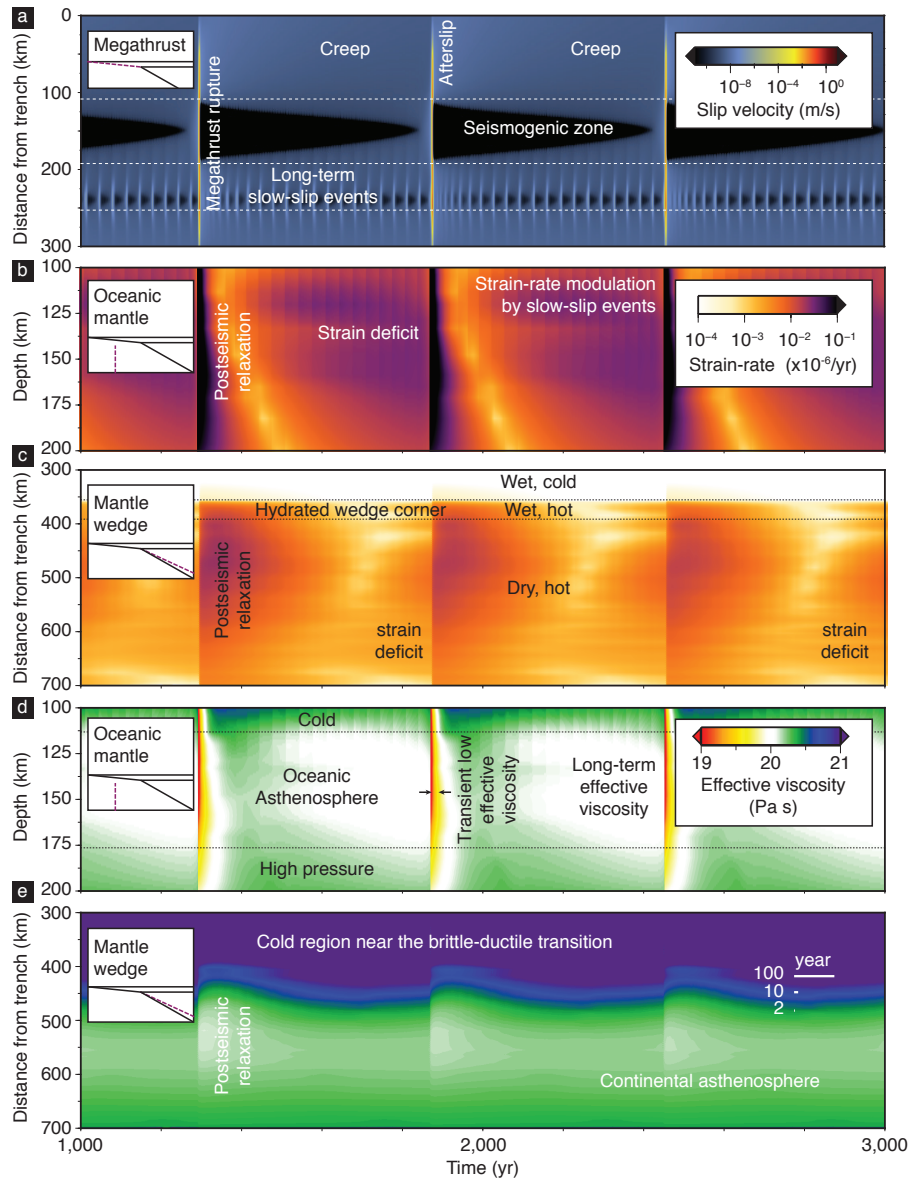 a
0
100
200
300
Distance from trench (km)
Megathrust
Creep
Afterslip
Creep
Megathrust rupture
Seismogenic zone
Long-term
slow-slip events
10⁻⁸ 10⁻⁴ 10⁰
Slip velocity (m/s)
b
100
125
150
175
200
Depth (km)
Oceanic
mantle
Postseismic
relaxation
Strain deficit
Strain-rate modulation
by slow-slip events
10⁻⁴ 10⁻³ 10⁻² 10⁻¹
Strain-rate (x10⁻⁶/yr)
c
300
400
500
600
700
Distance from trench (km)
Mantle
wedge
Wet, cold
Hydrated wedge corner
Wet, hot
Postseismic
relaxation
Dry, hot
strain
deficit
strain
deficit
d
100
125
150
175
200
Depth (km)
Oceanic
mantle
Cold
Oceanic
Asthenosphere
Transient low
effective
viscosity
Long-term
effective
viscosity
High pressure
19 20 21
Effective viscosity
(Pa s)
e
300
400
500
600
700
Distance from trench (km)
Mantle
wedge
Cold region near the brittle-ductile transition
year
100
10
2
Postseismic
relaxation
Continental asthenosphere
1,000 2,000 3,000
Time (yr)